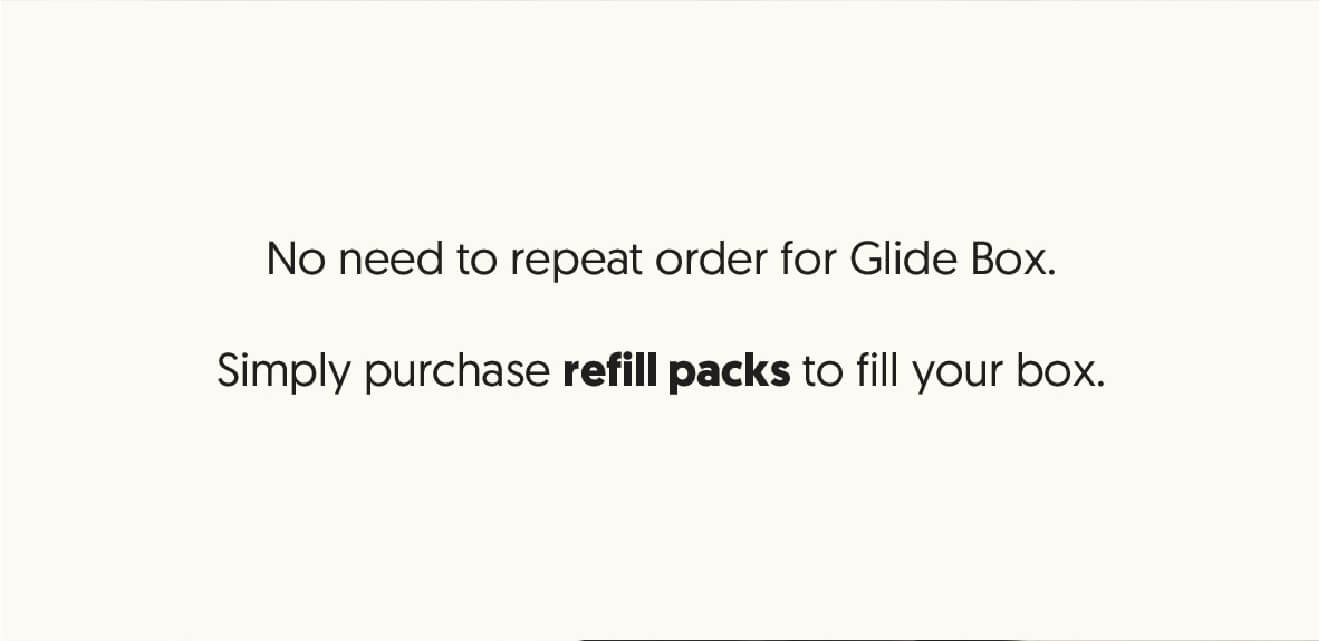 No need to repeat order for Glide Box.
Simply purchase refill packs to fill your box.